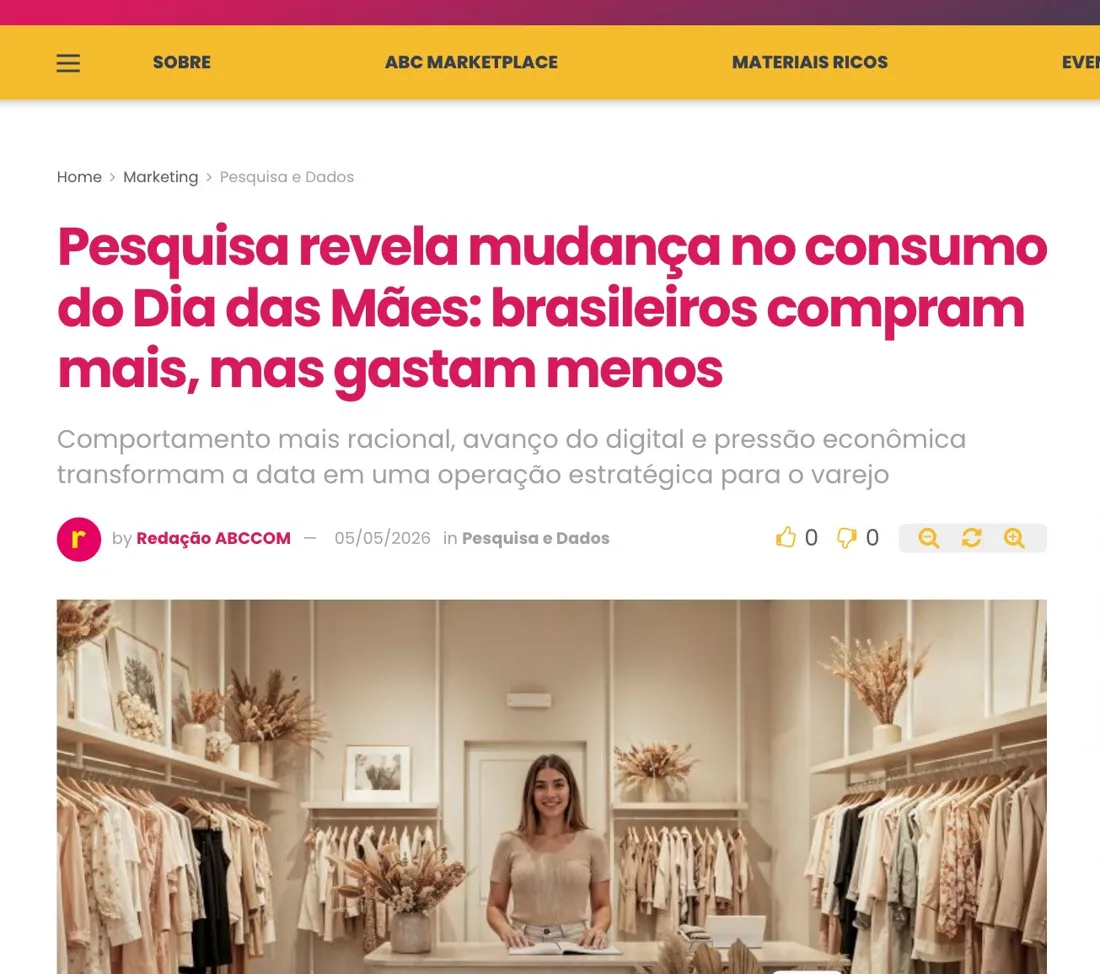 SOBRE
ABC MARKETPLACE
MATERIAIS RICOS
Home > Marketing > Pesquisa e Dados
Pesquisa revela mudança no consumo
do Dia das Mães: brasileiros compram
mais, mas gastam menos
Comportamento mais racional, avanço do digital e pressão econômica
transformam a data em uma operação estratégica para o varejo
r
by Redação ABCCOM — 05/05/2026 in Pesquisa e Dados
0
0